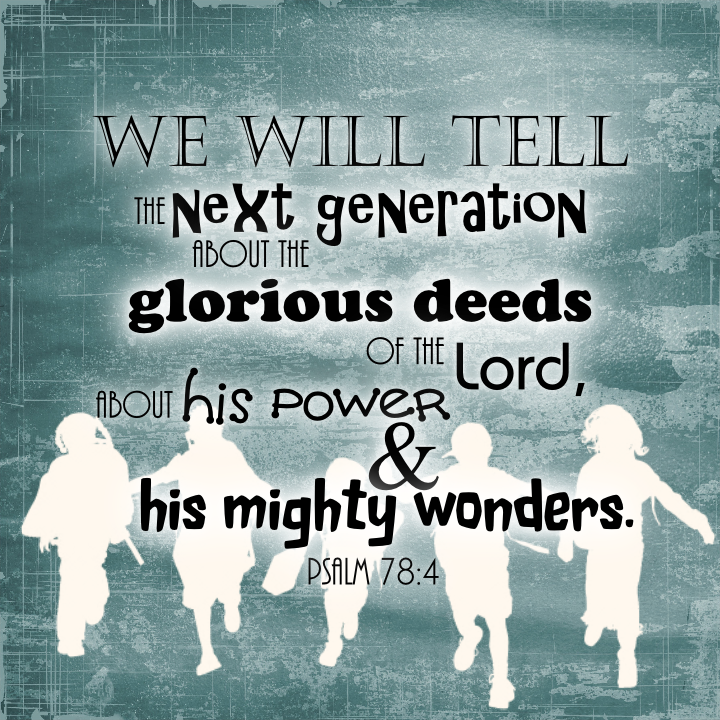 WE WILL TELL
THE NeXt geNeratioN
ABOUT THE
glorious deeds
OF THE Lord,
ABOUT his POWeR
&
his mighty wonders.
PSALM 78:4